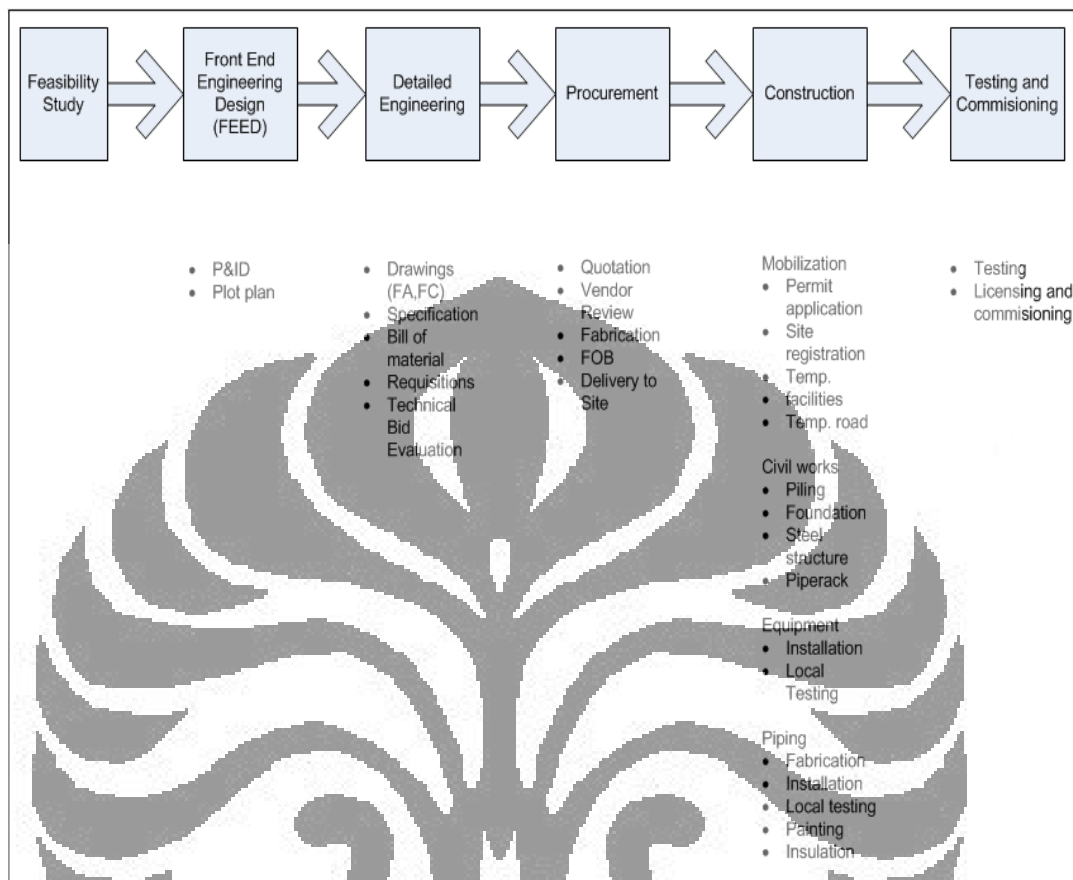 Feasibility
Study
Front End
Engineering
Design
(FEED)
Detailed
Engineering
Procurement
Construction
Testing and
Commisioning
• P&ID
• Plot plan
• Drawings
(FA,FC)
• Specification
• Bill of
material
• Requisitions
• Technical
Bid
Evaluation
• Quotation
• Vendor
Review
• Fabrication
• FOB
• Delivery to
Site
Mobilization
• Permit
application
• Site
registration
• Temp.
• facilities
• Temp. road
Civil works
• Piling
• Foundation
• Steel
structure
• Piperack
Equipment
• Installation
• Local
Testing
Piping
• Fabrication
• Installation
• Local testing
• Painting
• Insulation
• Testing
• Licensing and
commisioning